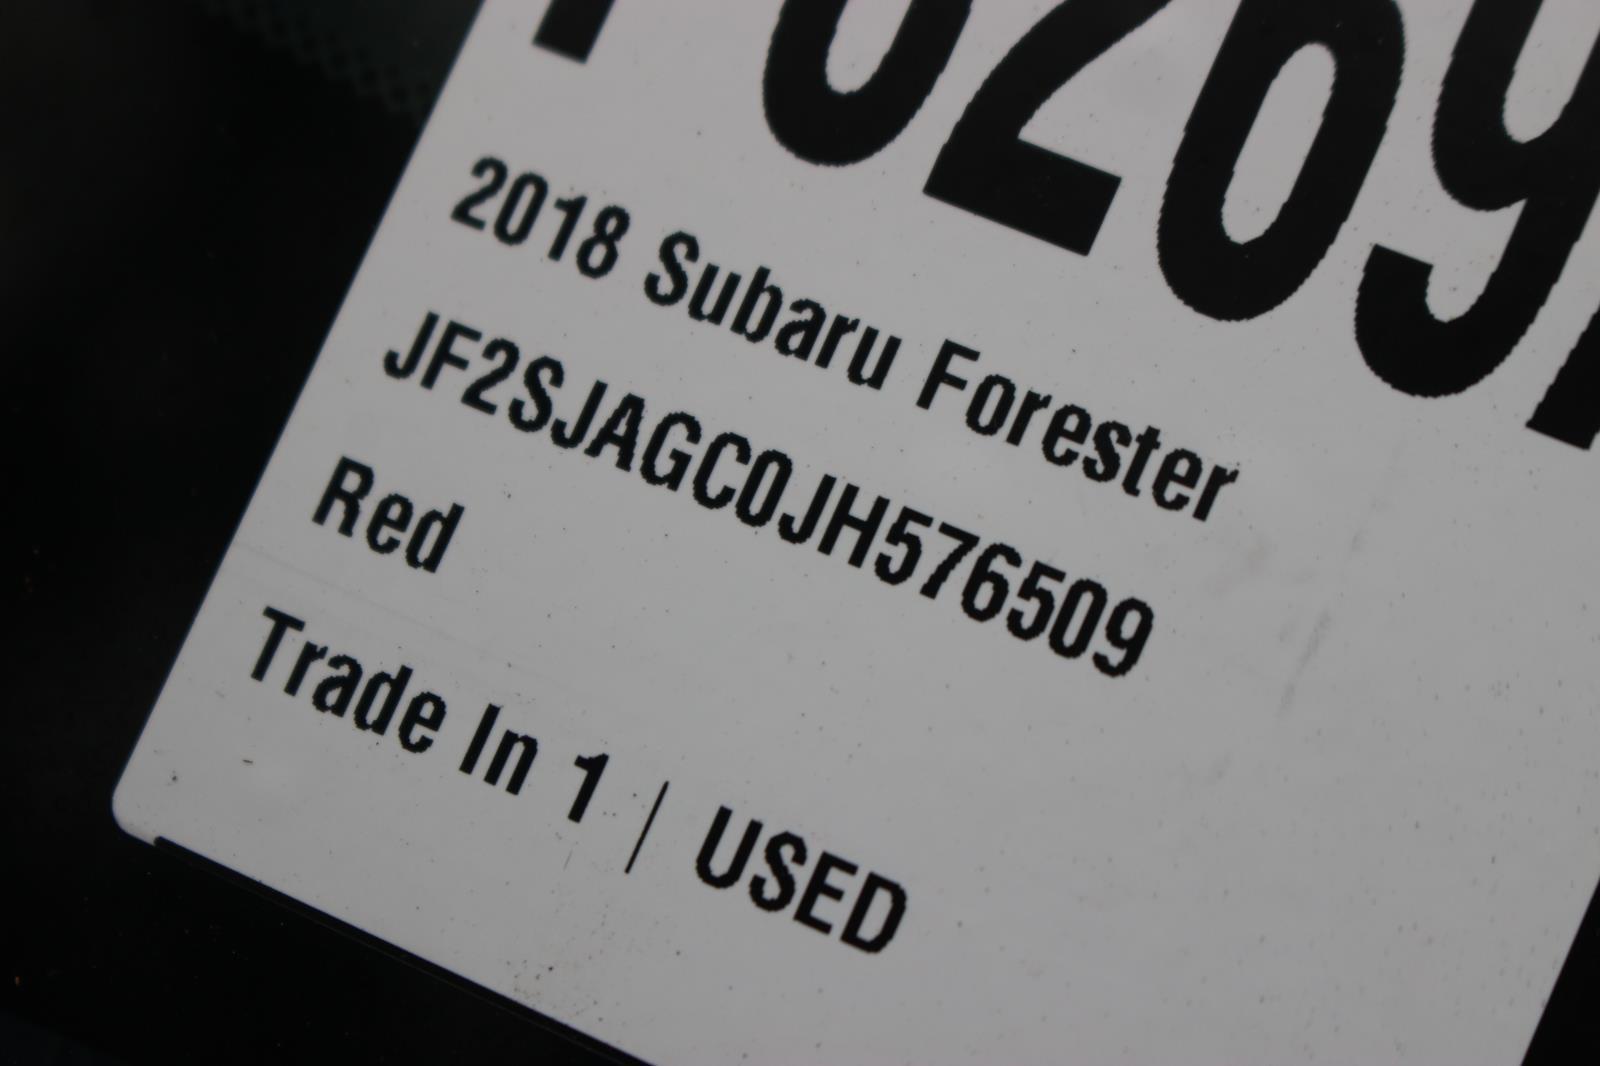 2018 Subaru Forester
JF2SJAGC0JH576509
Red
Trade In 1 | USED